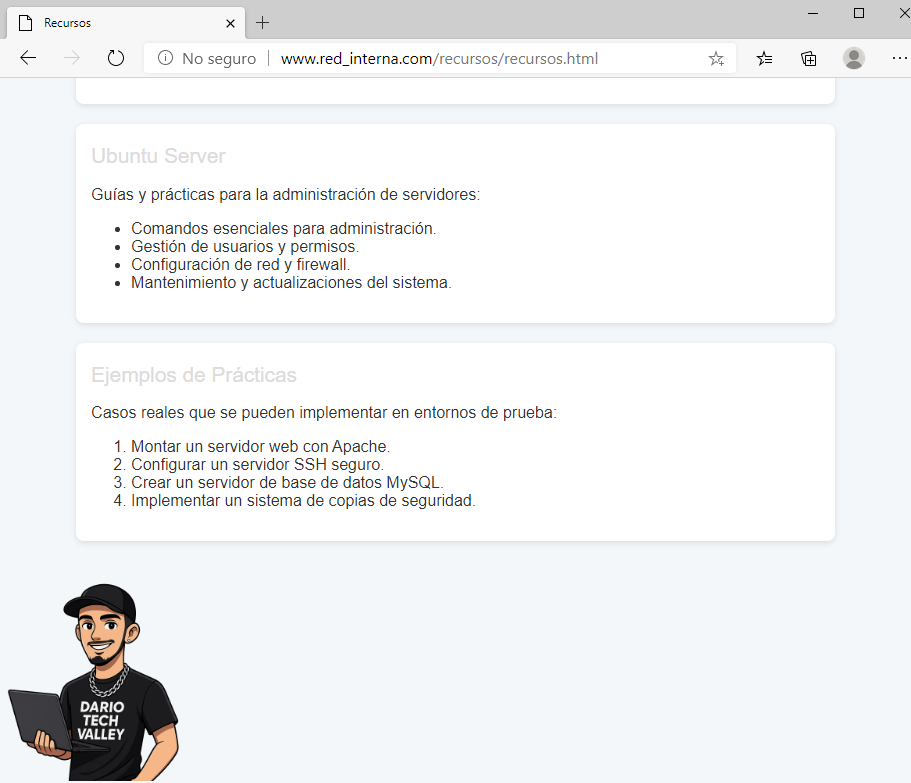 Recursos
No seguro
www.red_interna.com/recursos/recursos.html
Ubuntu Server
Guías y prácticas para la administración de servidores:
• Comandos esenciales para administración.
• Gestión de usuarios y permisos.
• Configuración de red y firewall.
• Mantenimiento y actualizaciones del sistema.
Ejemplos de Prácticas
Casos reales que se pueden implementar en entornos de prueba:
1. Montar un servidor web con Apache.
2. Configurar un servidor SSH seguro.
3. Crear un servidor de base de datos MySQL.
4. Implementar un sistema de copias de seguridad.
DARIO
TECH
VALLEY